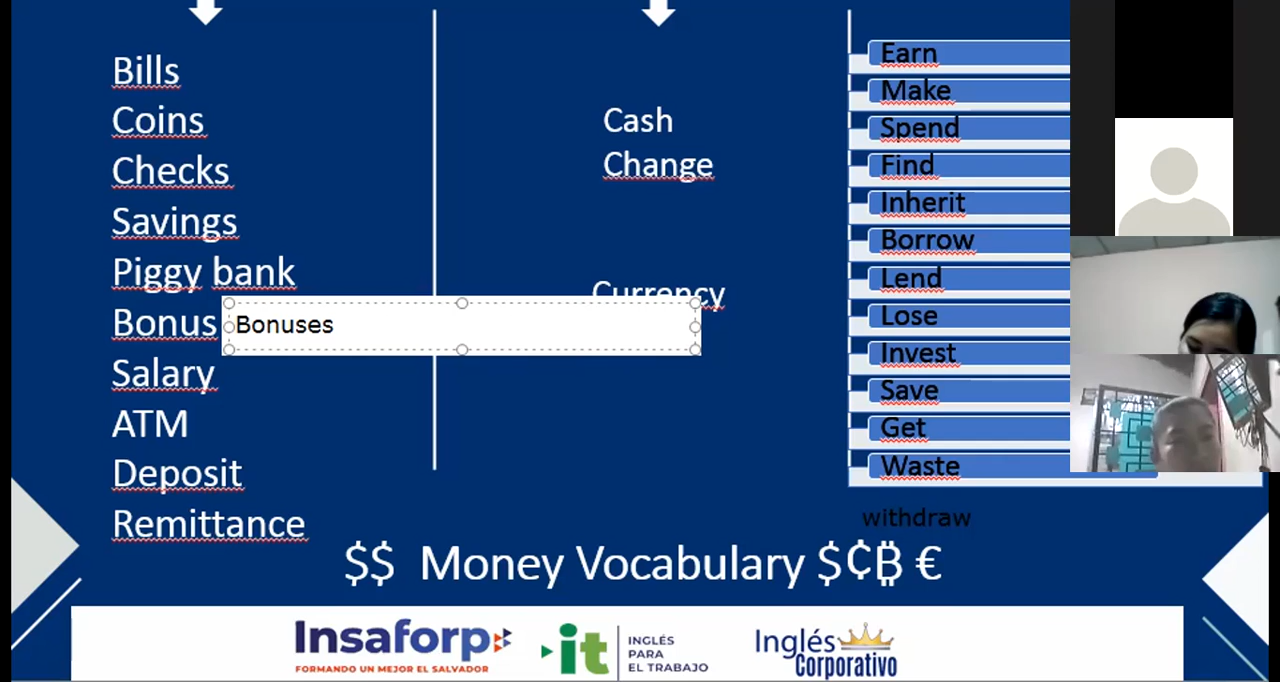 Bills
Coins
Checks
Savings
Piggy bank
Bonus
Bonuses
Salary
ATM
Deposit
Remittance
Cash
Change
Currency
Earn
Make
Spend
Find
Inherit
Borrow
Lend
Lose
Invest
Save
Get
Waste
withdraw
$$ Money Vocabulary $₵₿ €
Insaforp
FORMANDO UN MEJOR EL SALVADOR
it
INGLÉS
PARA
EL TRABAJO
Inglés
Corporativo